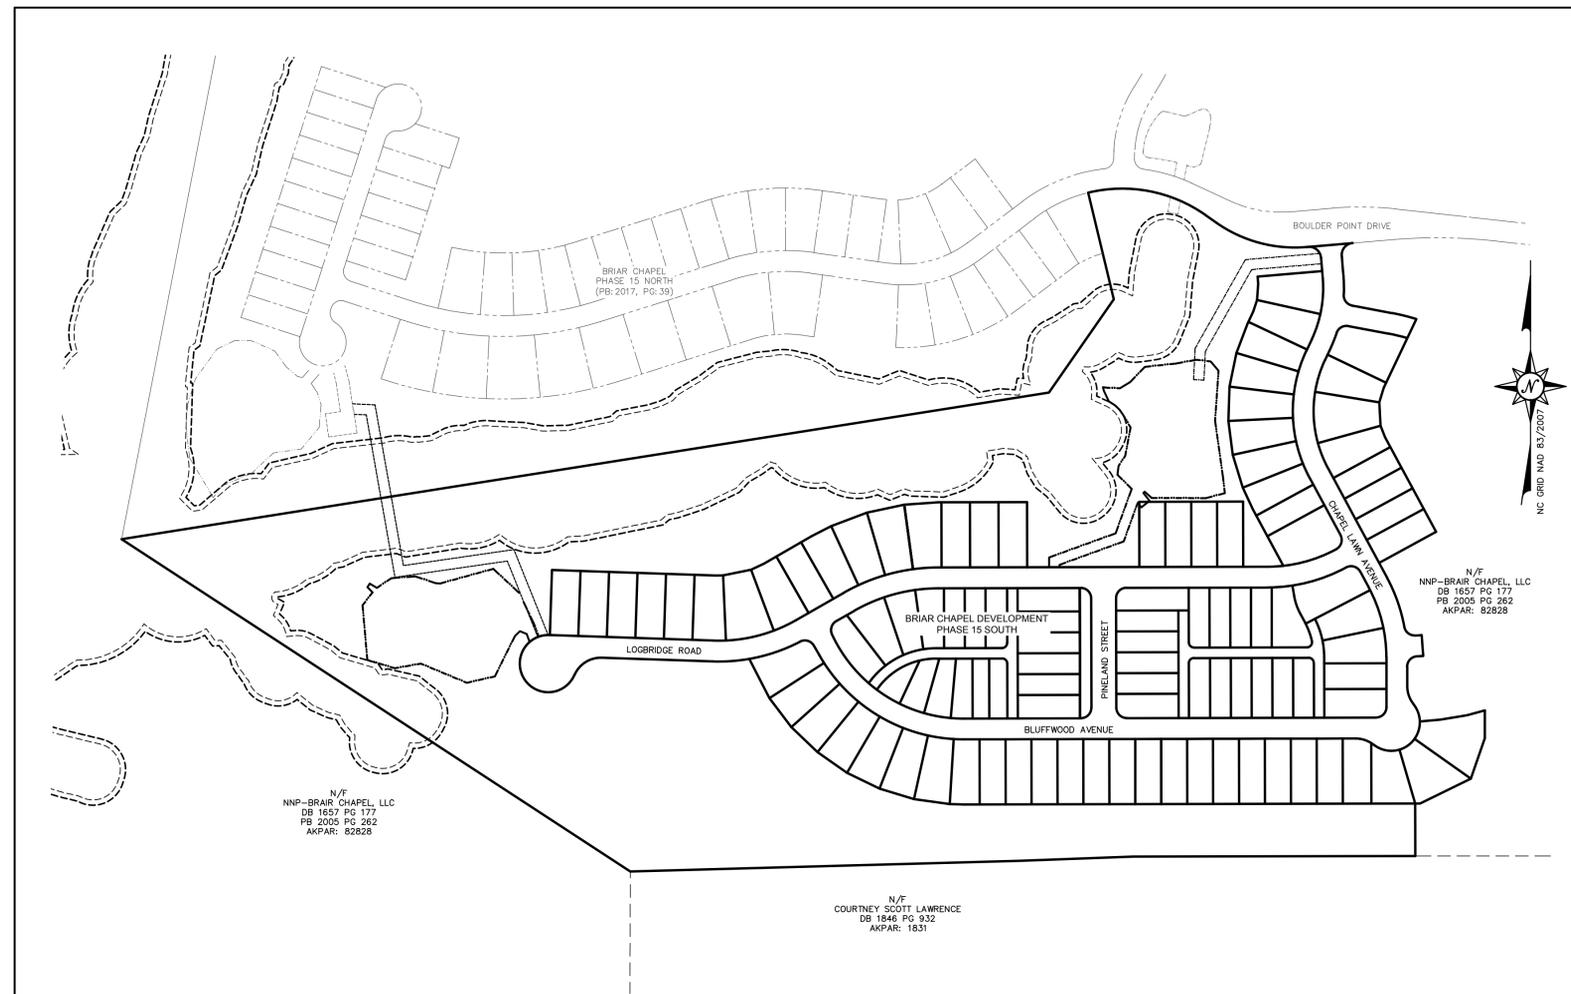 BOULDER POINT DRIVE
BRIAR CHAPEL
PHASE 15 NORTH
(PB: 2017, PG: 39)
N
NC GRID NAD 83/2007
CHAPEL LAWN AVENUE
N/F
NNP-BRAIR CHAPEL, LLC
DB 1657 PG 177
PB 2005 PG 262
AKPAR: 82828
BRIAR CHAPEL DEVELOPMENT
PHASE 15 SOUTH
LOGBRIDGE ROAD
PINELAND STREET
BLUFFWOOD AVENUE
N/F
NNP-BRAIR CHAPEL, LLC
DB 1657 PG 177
PB 2005 PG 262
AKPAR: 82828
N/F
COURTNEY SCOTT LAWRENCE
DB 1846 PG 932
AKPAR: 1831